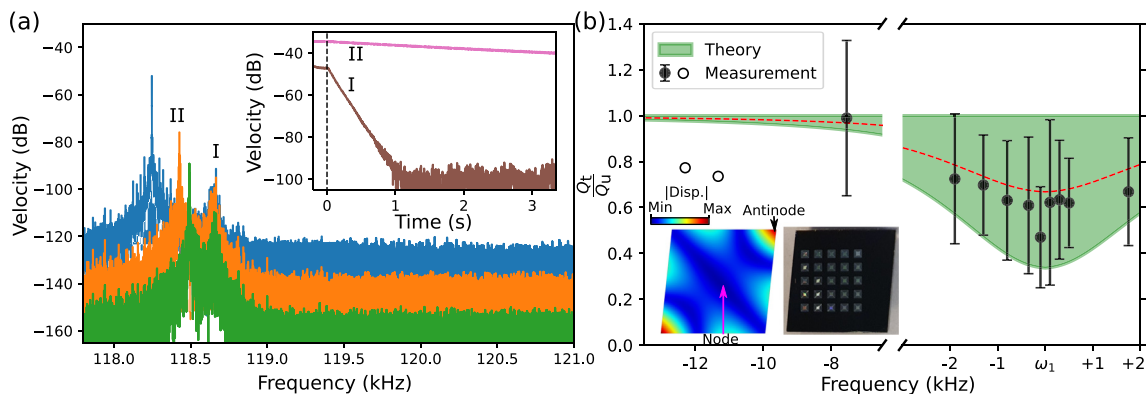 (a)
Velocity (dB)
−40
−60
−80
−100
−120
−140
−160
118.0
118.5
119.0
119.5
120.0
120.5
121.0
Frequency (kHz)
II
I
Velocity (dB)
−40
−60
−80
−100
0
1
2
3
Time (s)
II
I
(b)
Qt
Qu
1.4
1.2
1.0
0.8
0.6
0.4
0.2
0.0
Theory
Measurement
|Disp.|
Min
Max
Antinode
Node
-12
-10
-8
-6
-2
-1
ω1
+1
+2
Frequency (kHz)